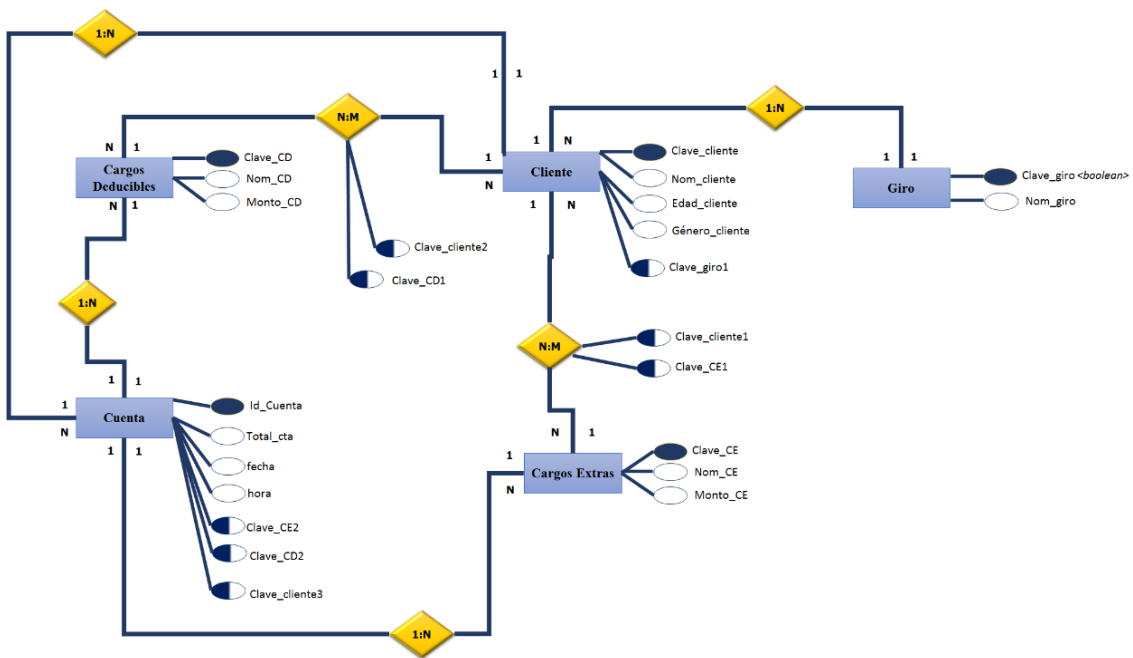 1:N
1 1
N:M
1:N
N 1
Cargos
Deducibles
N 1
Clave_CD
Nom_CD
Monto_CD
Clave_cliente2
Clave_CD1
1
N
1 N
Cliente
1 N
Clave_cliente
Nom_cliente
Edad_cliente
Género_cliente
Clave_giro1
1 1
Giro
Clave_giro <boolean>
Nom_giro
1:N
N:M
Clave_cliente1
Clave_CE1
1 1
1
N
Cuenta
1 1
Id_Cuenta
Total_cta
fecha
hora
Clave_CE2
Clave_CD2
Clave_cliente3
N 1
1
N
Cargos Extras
Clave_CE
Nom_CE
Monto_CE
1:N